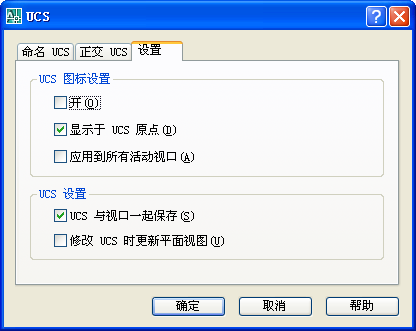 UCS
命名 UCS 正交 UCS 设置
UCS 图标设置
开(O)
显示于 UCS 原点(D)
应用到所有活动视口(A)
UCS 设置
UCS 与视口一起保存(S)
修改 UCS 时更新平面视图(U)
确定 取消 帮助